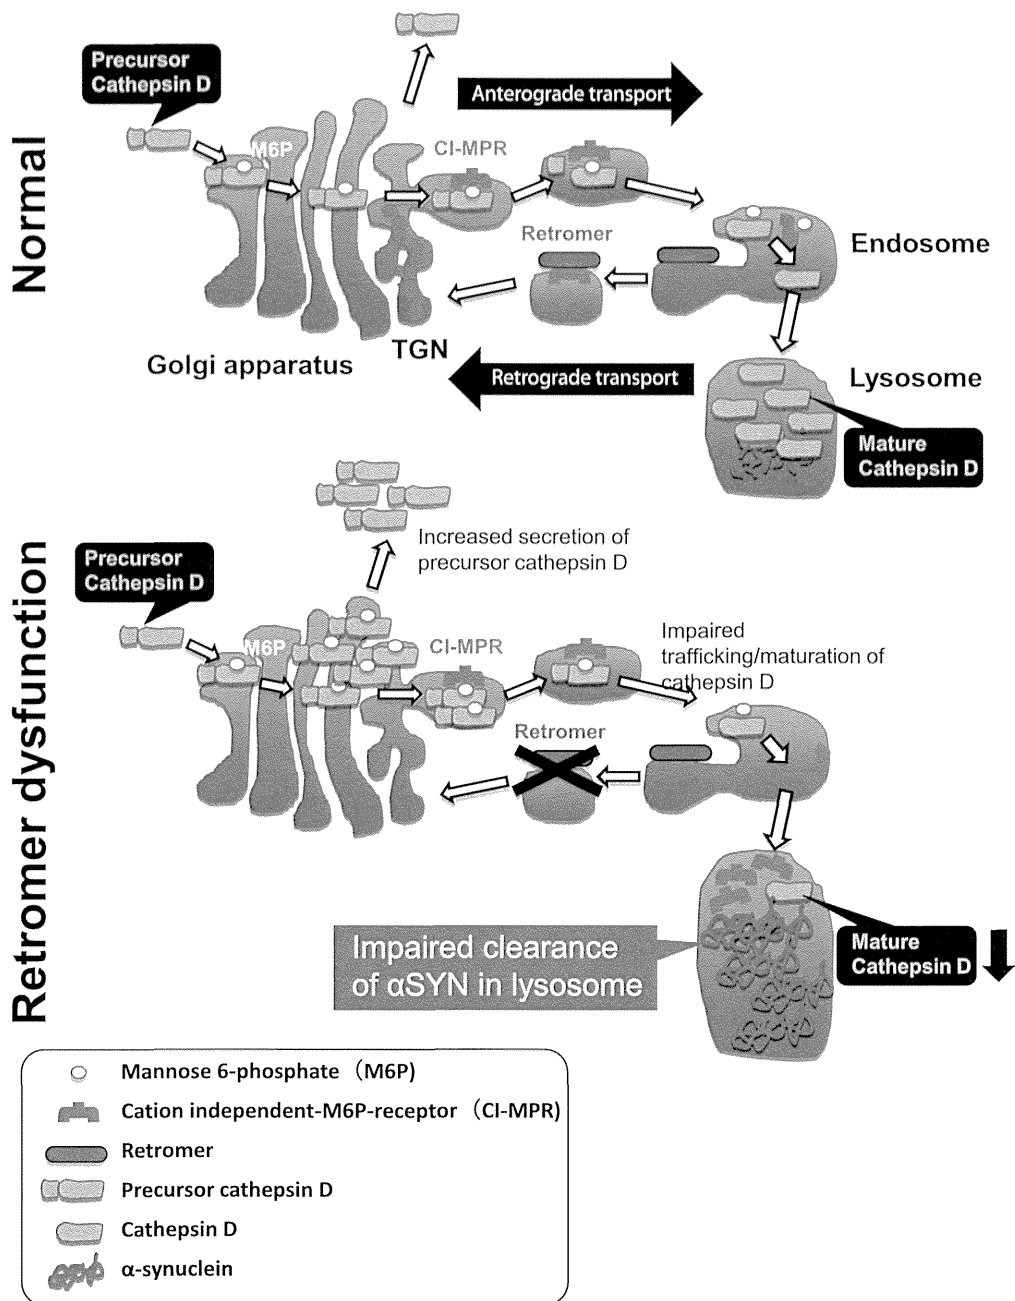 Normal
Precursor
Cathepsin D
M6P
Anterograde transport
CI-MPR
Retromer
Endosome
TGN
Golgi apparatus
Retrograde transport
Lysosome
Mature
Cathepsin D
Retromer dysfunction
Increased secretion of
precursor cathepsin D
Precursor
Cathepsin D
M6P
CI-MPR
Impaired
trafficking/maturation of
cathepsin D
Retromer
Impaired clearance
of αSYN in lysosome
Mature
Cathepsin D
Mannose 6-phosphate（M6P)
Cation independent-M6P-receptor（CI-MPR)
Retromer
Precursor cathepsin D
Cathepsin D
α-synuclein